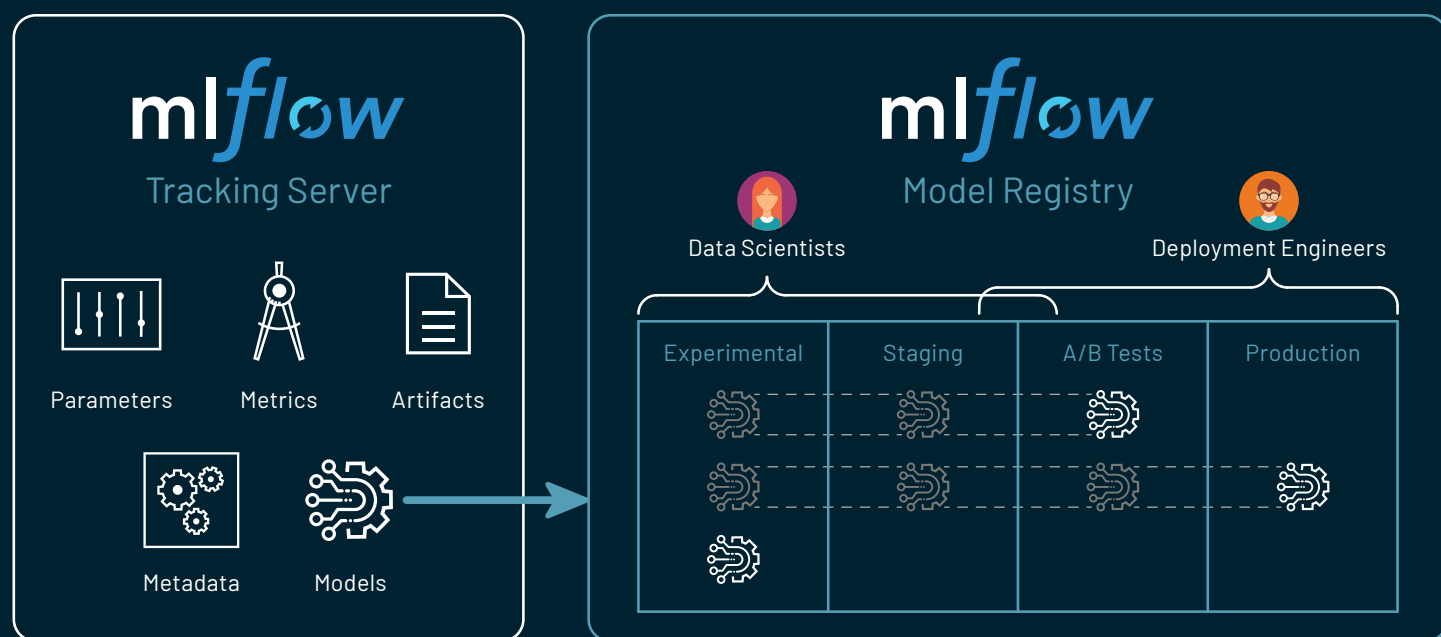 mlflow
Tracking Server
Parameters
Metrics
Artifacts
Metadata
Models
mlflow
Model Registry
Data Scientists
Deployment Engineers
Experimental
Staging
A/B Tests
Production